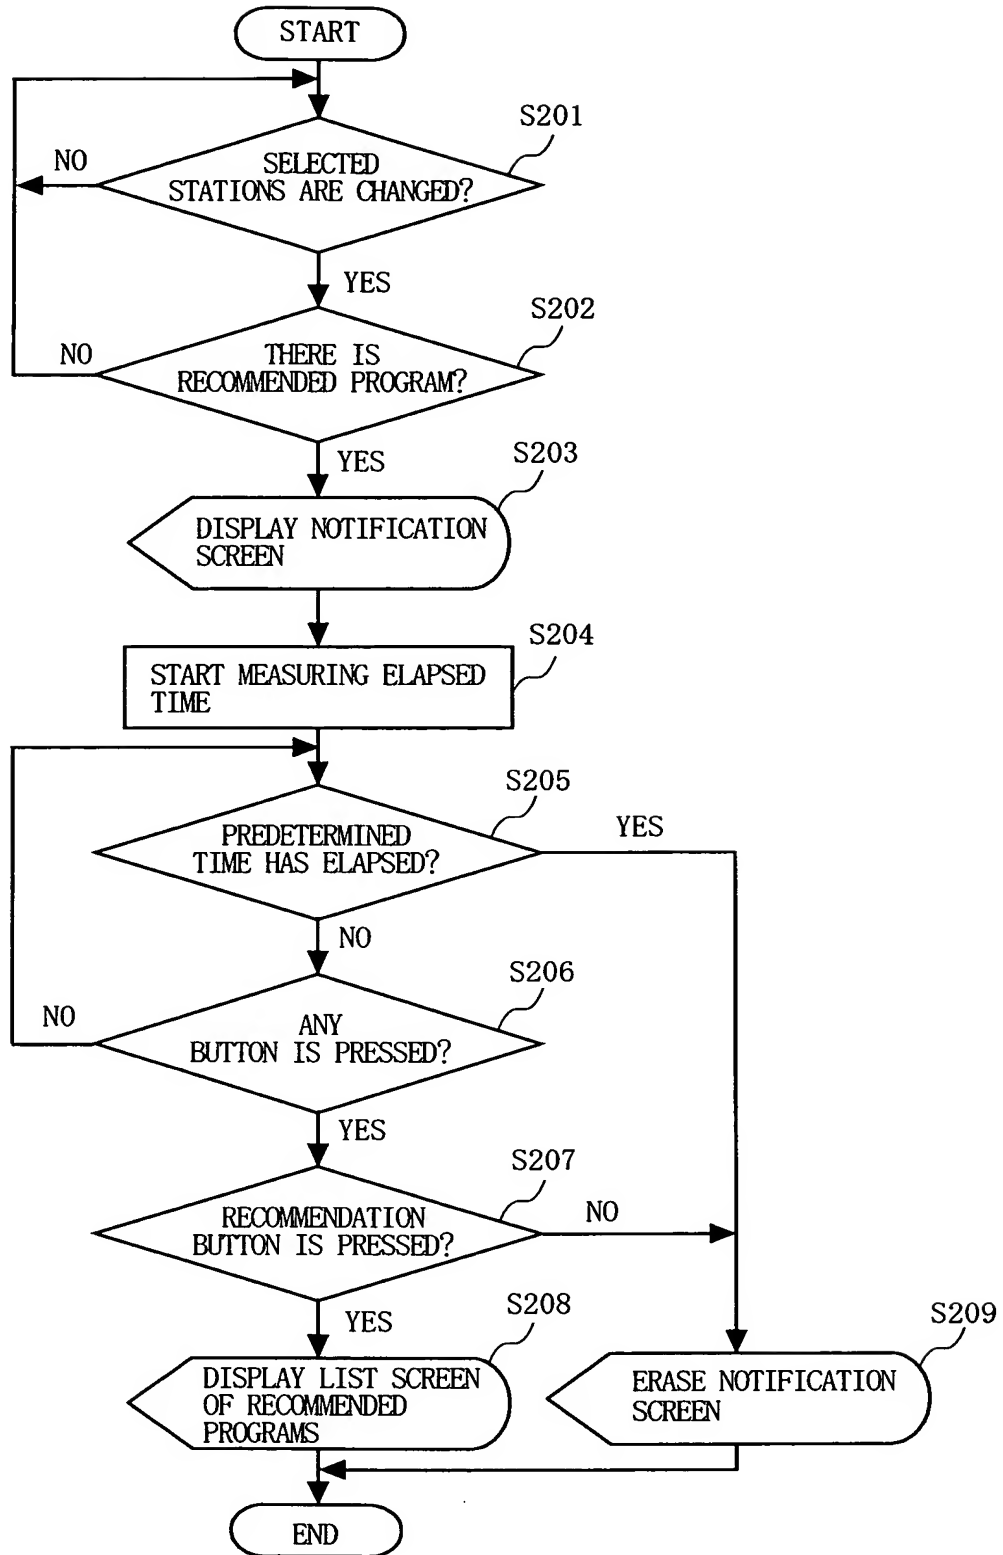 START
S201
NO
SELECTED
STATIONS ARE CHANGED?
YES
S202
NO
THERE IS
RECOMMENDED PROGRAM?
YES
S203
DISPLAY NOTIFICATION
SCREEN
S204
START MEASURING ELAPSED
TIME
S205
PREDETERMINED
TIME HAS ELAPSED?
YES
NO
S206
NO
ANY
BUTTON IS PRESSED?
YES
S207
RECOMMENDATION
BUTTON IS PRESSED?
NO
YES
S208
S209
DISPLAY LIST SCREEN
OF RECOMMENDED
PROGRAMS
ERASE NOTIFICATION
SCREEN
END